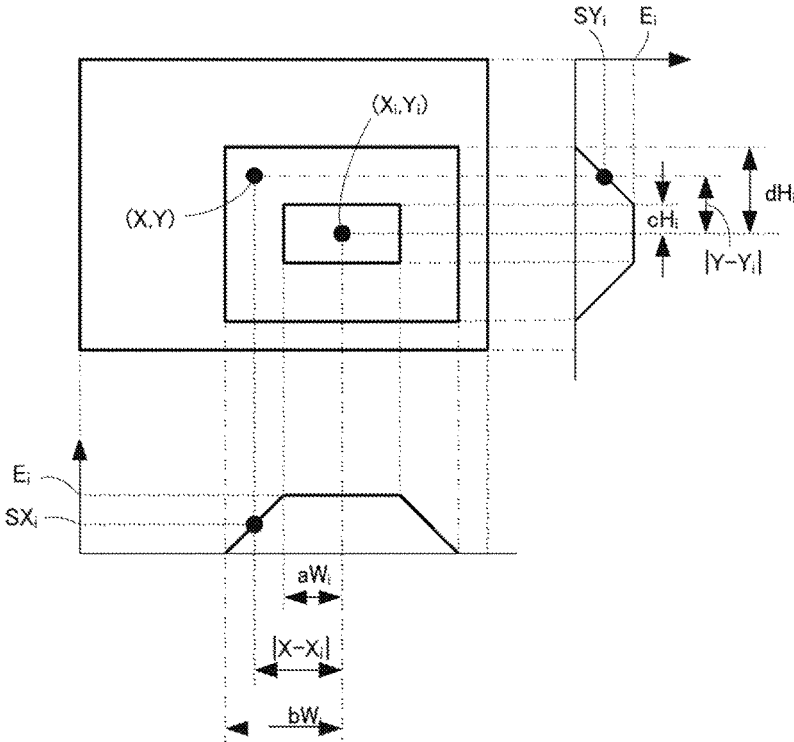 SYᵢ
Eᵢ
(Xᵢ,Yᵢ)
(X,Y)
cHᵢ
dHᵢ
|Y−Yᵢ|
Eᵢ
SXᵢ
aWᵢ
|X−Xᵢ|
bWᵢ